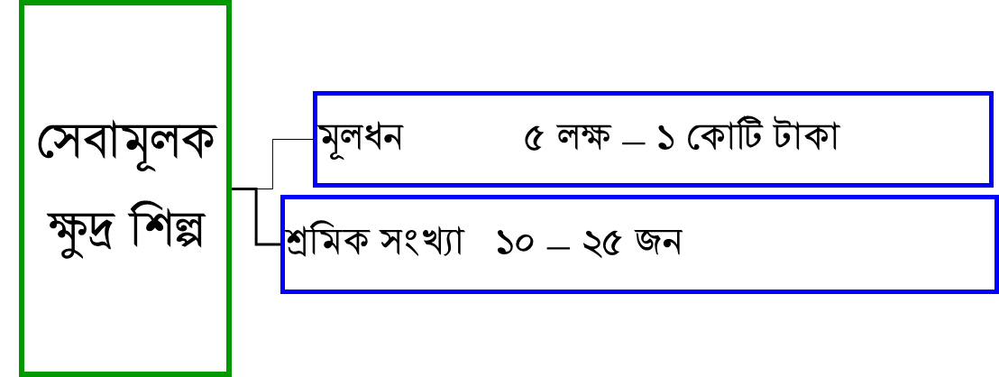 সেবামূলক
ক্ষুদ্র শিল্প
মূলধন ৫ লক্ষ – ১ কোটি টাকা
শ্রমিক সংখ্যা ১০ – ২৫ জন